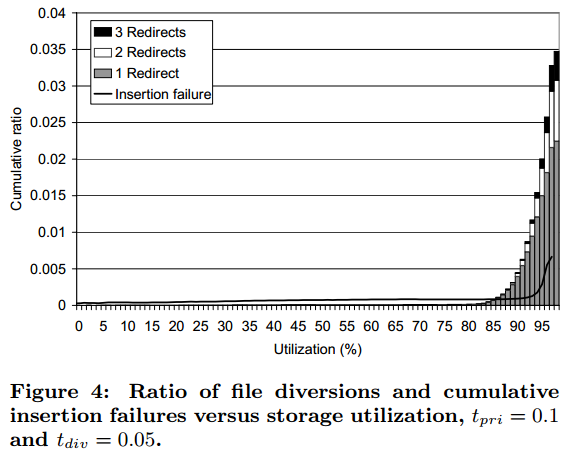 0.04
0.035
0.03
0.025
0.02
0.015
0.01
0.005
0
Cumulative ratio
3 Redirects
2 Redirects
1 Redirect
Insertion failure
0 5 10 15 20 25 30 35 40 45 50 55 60 65 70 75 80 85 90 95
Utilization (%)
Figure 4: Ratio of file diversions and cumulative
insertion failures versus storage utilization, tpri = 0.1
and tdiv = 0.05.